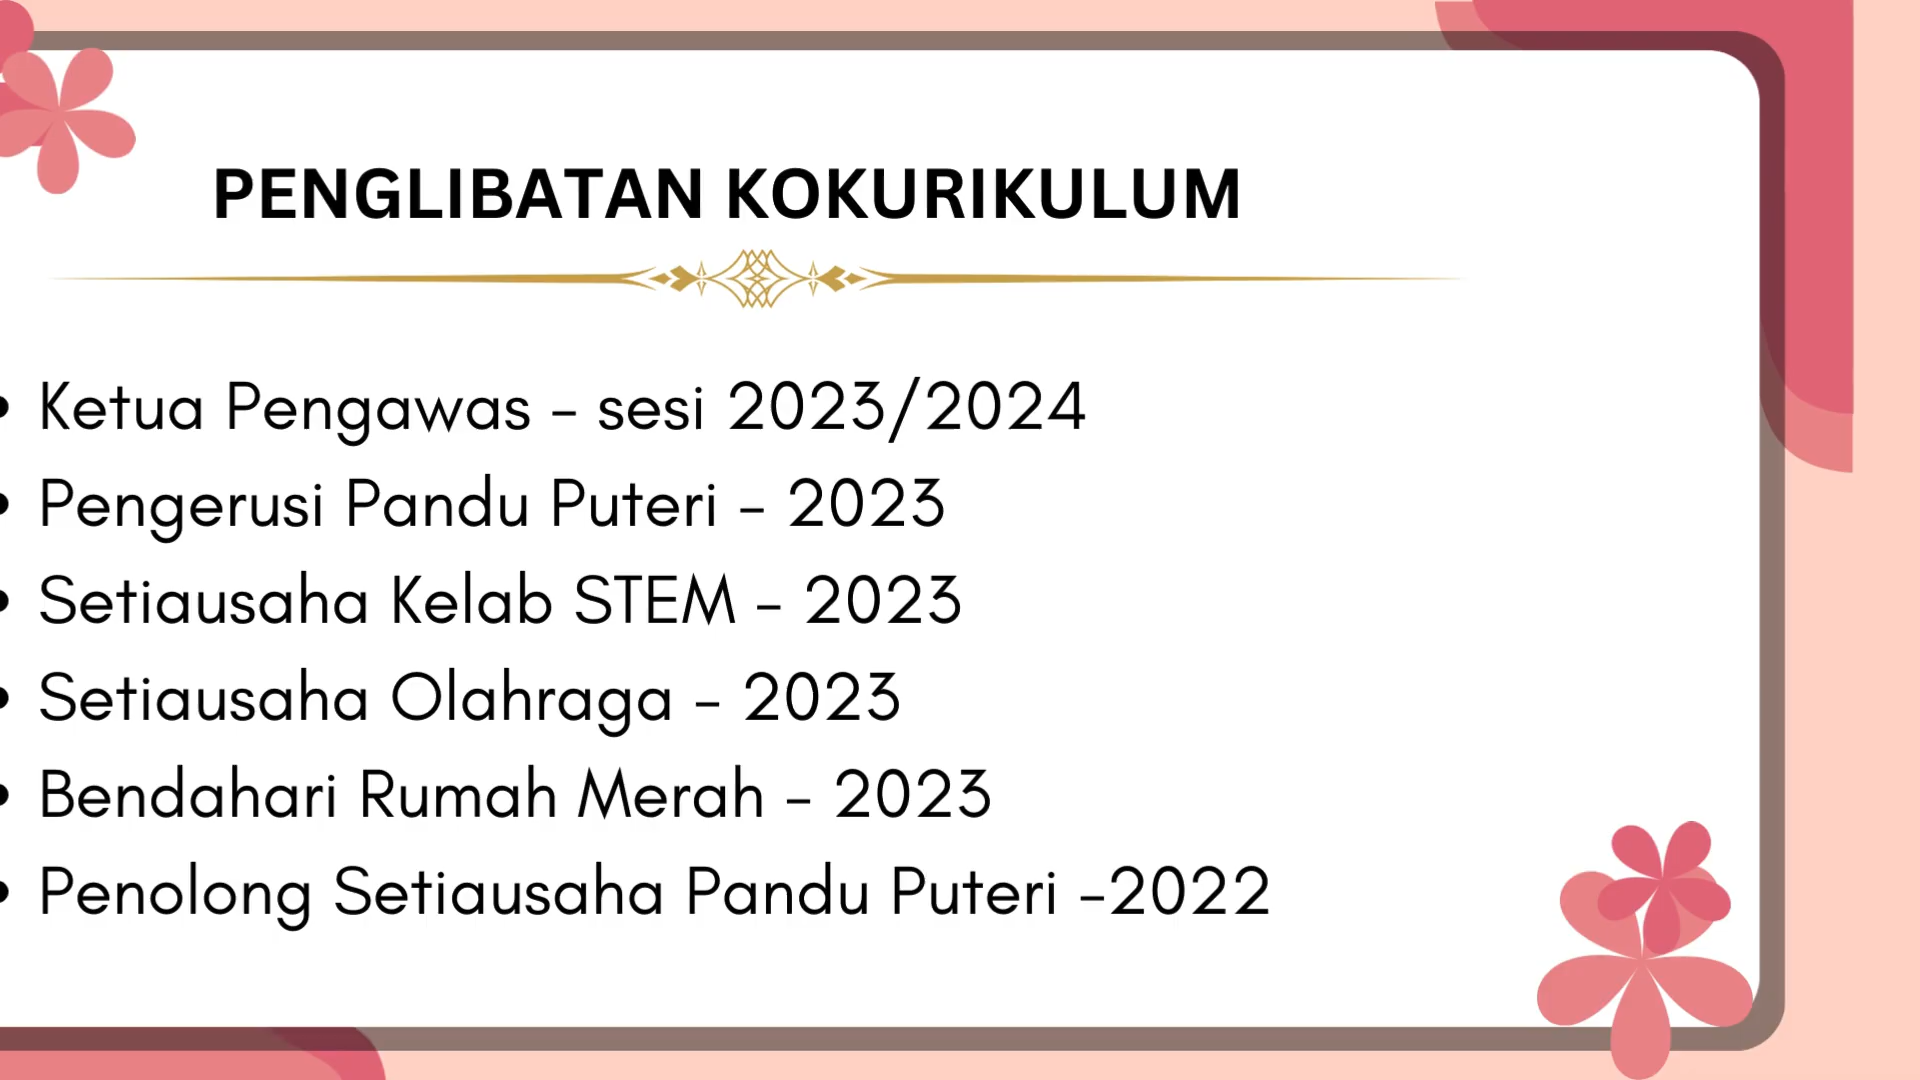 PENGLIBATAN KOKURIKULUM
• Ketua Pengawas - sesi 2023/2024
• Pengerusi Pandu Puteri - 2023
• Setiausaha Kelab STEM - 2023
• Setiausaha Olahraga - 2023
• Bendahari Rumah Merah - 2023
• Penolong Setiausaha Pandu Puteri -2022